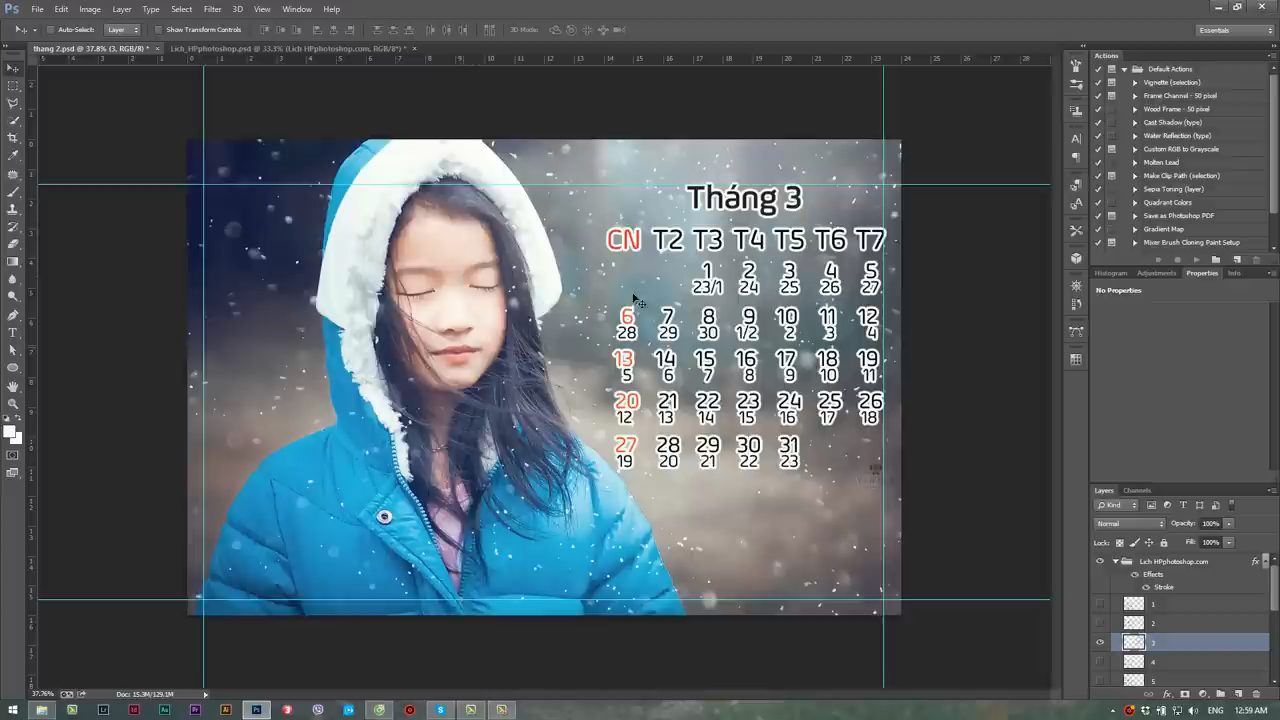 Ps File Edit Image Layer Type Select Filter 3D View Window Help
Auto-Select: Layer Show Transform Controls 3D Mode: Essentials
thang 2.psd @ 37.8% (3, RGB/8) * × Lich_HPphotoshop.psd @ 33.3% (Lich HPphotoshop.com, RGB/8*) * ×
Tháng 3
CN T2 T3 T4 T5 T6 T7
1 2 3 4 5
23/1 24 25 26 27
6 7 8 9 10 11 12
28 29 30 1/2 2 3 4
13 14 15 16 17 18 19
5 6 7 8 9 10 11
20 21 22 23 24 25 26
12 13 14 15 16 17 18
27 28 29 30 31
19 20 21 22 23
Actions
Default Actions
Vignette (selection)
Frame Channel - 50 pixel
Wood Frame - 50 pixel
Cast Shadow (type)
Water Reflection (type)
Custom RGB to Grayscale
Molten Lead
Make Clip Path (selection)
Sepia Toning (layer)
Quadrant Colors
Save as Photoshop PDF
Gradient Map
Mixer Brush Cloning Paint Setup
Histogram Adjustments Properties Info
No Properties
Layers Channels
Kind
Normal Opacity: 100%
Lock: Fill: 100%
Lich HPphotoshop.com fx
Effects
Stroke
1
2
3
4
5
37.76% Doc: 15.3M/129.1M
ENG 12:59 AM